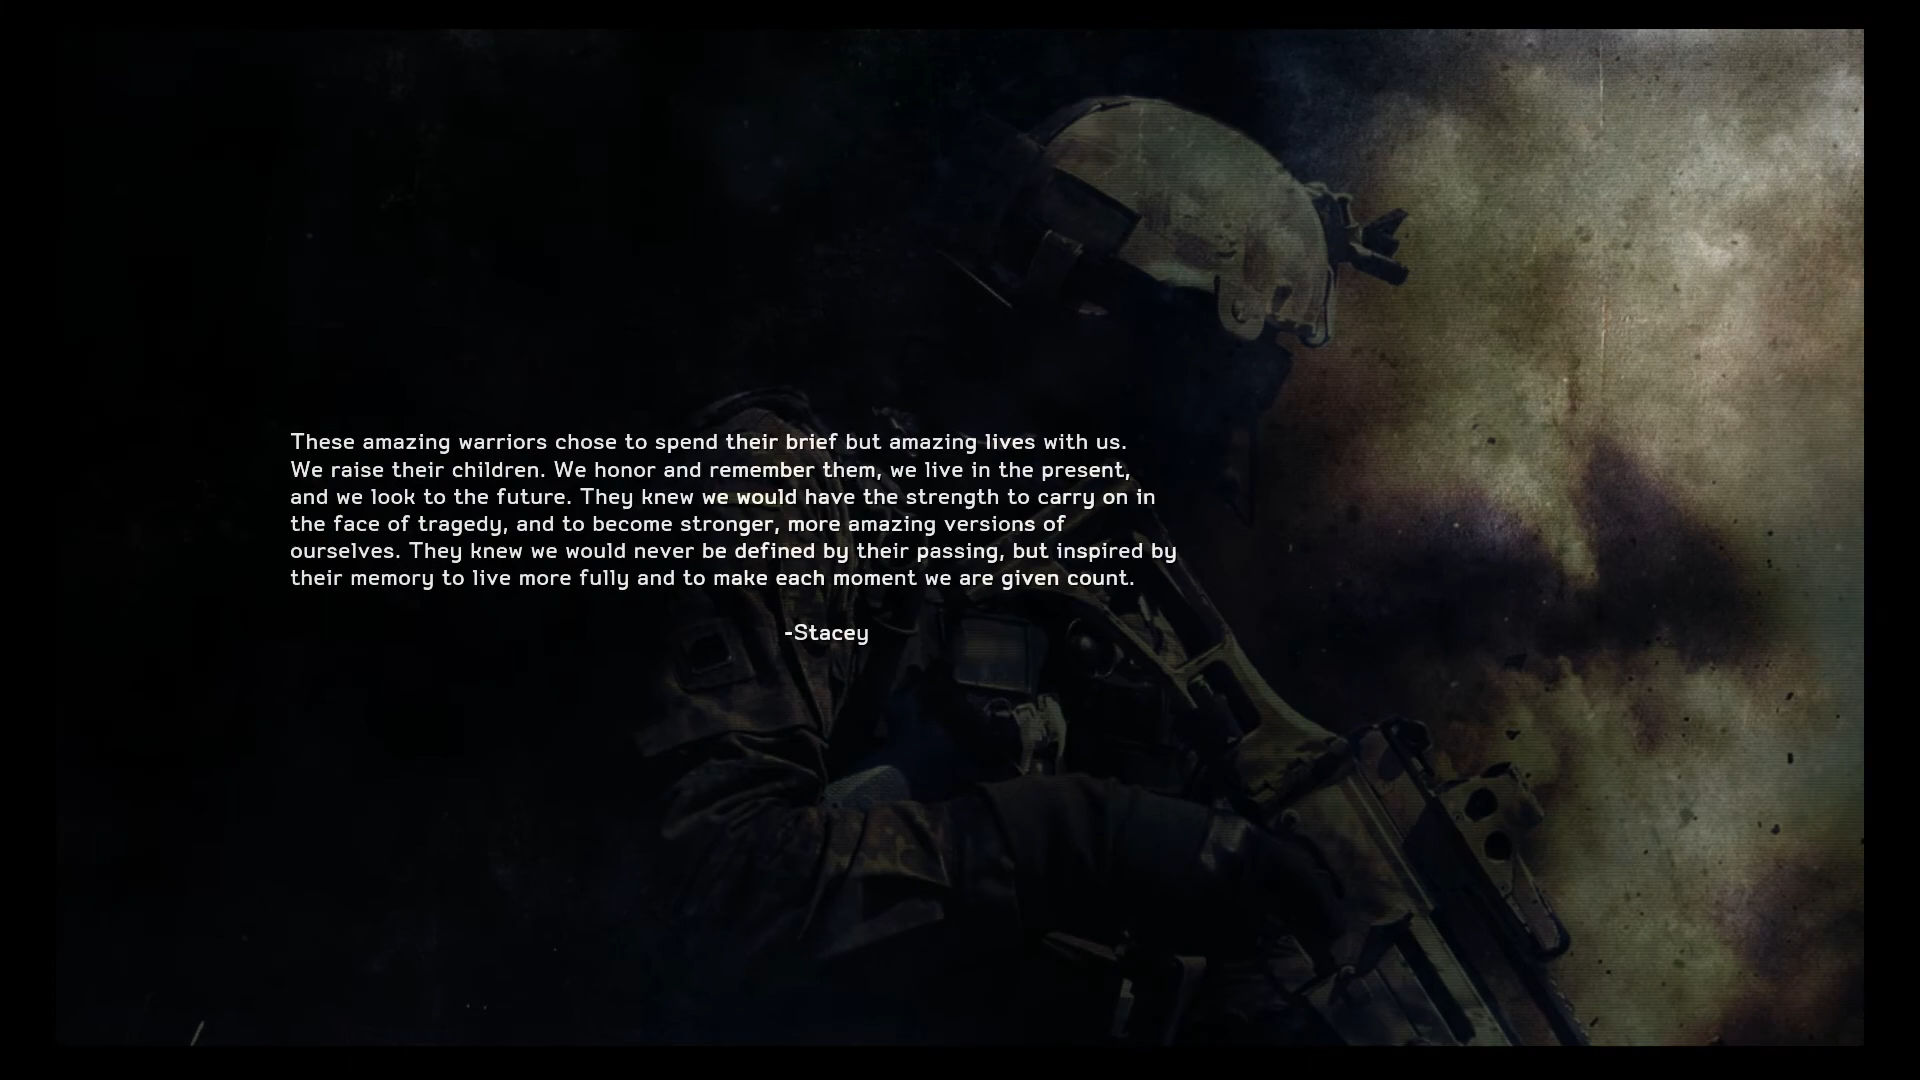 These amazing warriors chose to spend their brief but amazing lives with us.
We raise their children. We honor and remember them, we live in the present,
and we look to the future. They knew we would have the strength to carry on in
the face of tragedy, and to become stronger, more amazing versions of
ourselves. They knew we would never be defined by their passing, but inspired by
their memory to live more fully and to make each moment we are given count.
-Stacey